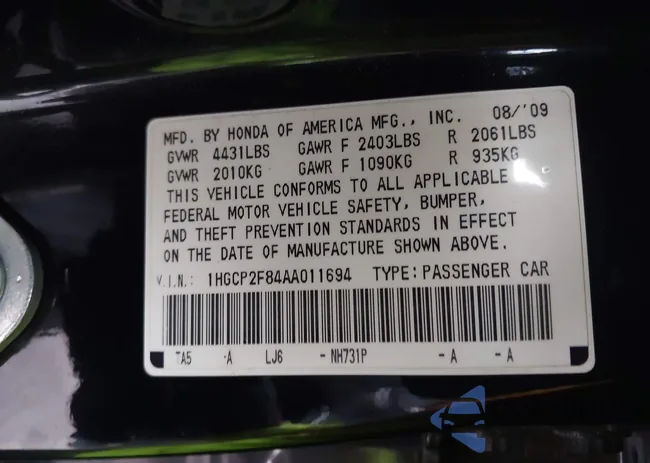 MFD. BY HONDA OF AMERICA MFG., INC. 08/'09
GVWR 4431LBS GAWR F 2403LBS R 2061LBS
GVWR 2010KG GAWR F 1090KG R 935KG
THIS VEHICLE CONFORMS TO ALL APPLICABLE
FEDERAL MOTOR VEHICLE SAFETY, BUMPER,
AND THEFT PREVENTION STANDARDS IN EFFECT
ON THE DATE OF MANUFACTURE SHOWN ABOVE.
V.I.N.: 1HGCP2F84AA011694 TYPE: PASSENGER CAR
TA5 -A LJ6 -NH731P -A -A